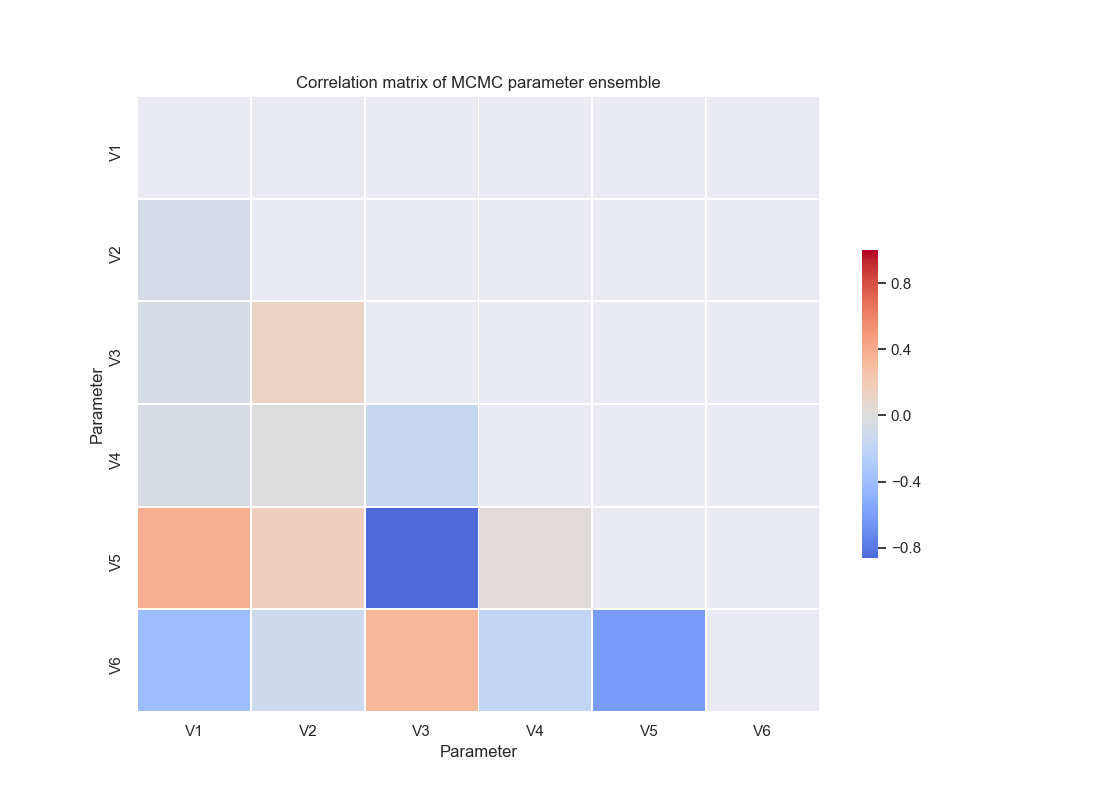 Correlation matrix of MCMC parameter ensemble
V1
V2
V3
V4
V5
V6
Parameter
V1 V2 V3 V4 V5 V6
Parameter
0.8
0.4
0.0
−0.4
−0.8